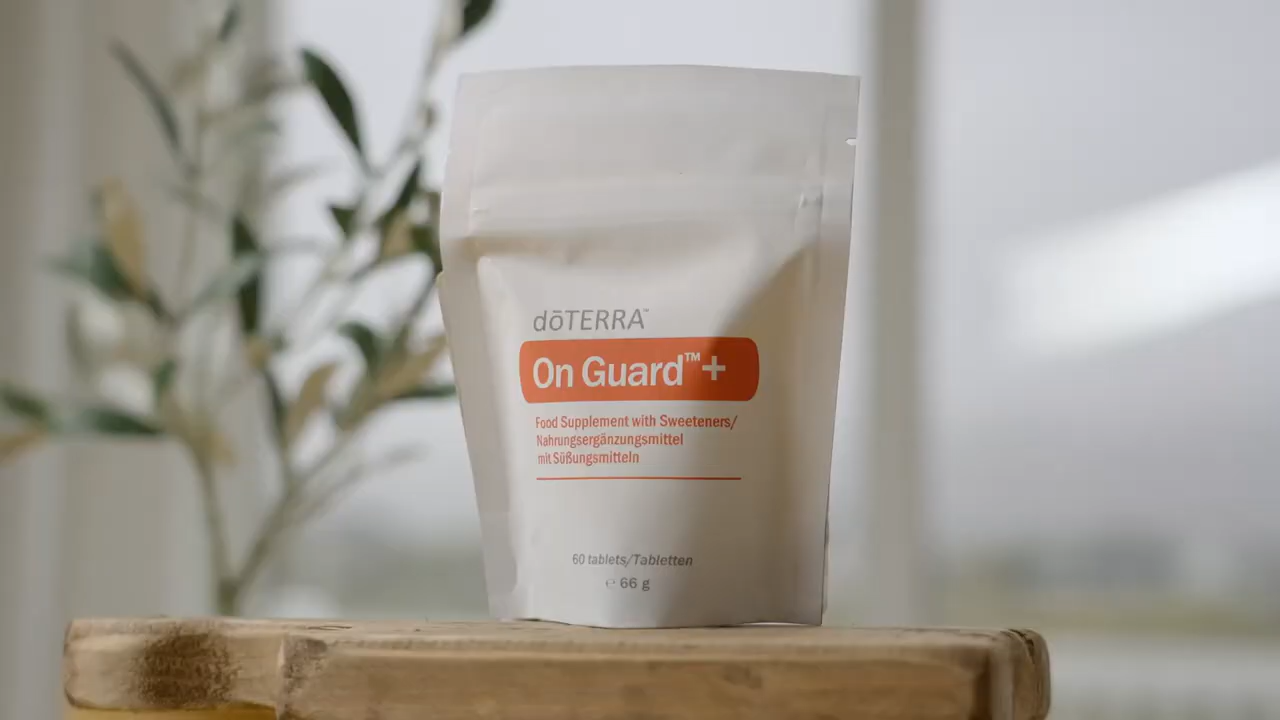 dōTERRA™
On Guard™+
Food Supplement with Sweeteners/
Nahrungsergänzungsmittel
mit Süßungsmitteln
60 tablets/Tabletten
℮ 66 g